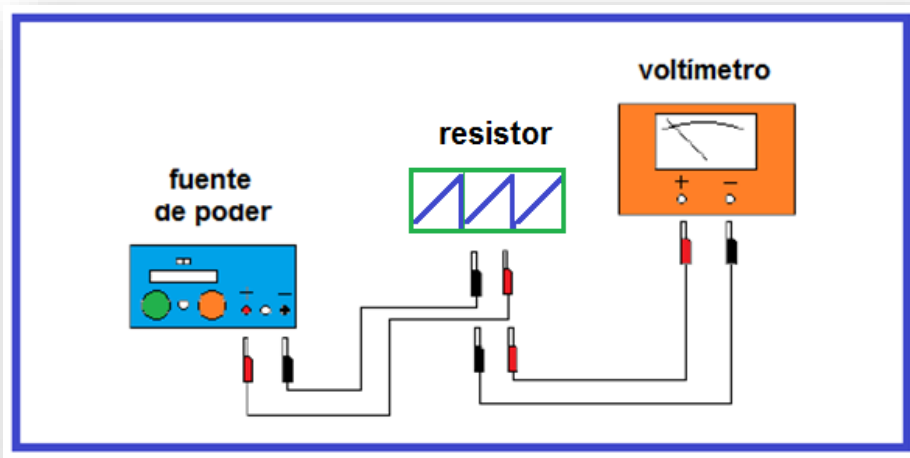 voltímetro
resistor
fuente
de poder
+ −
− −